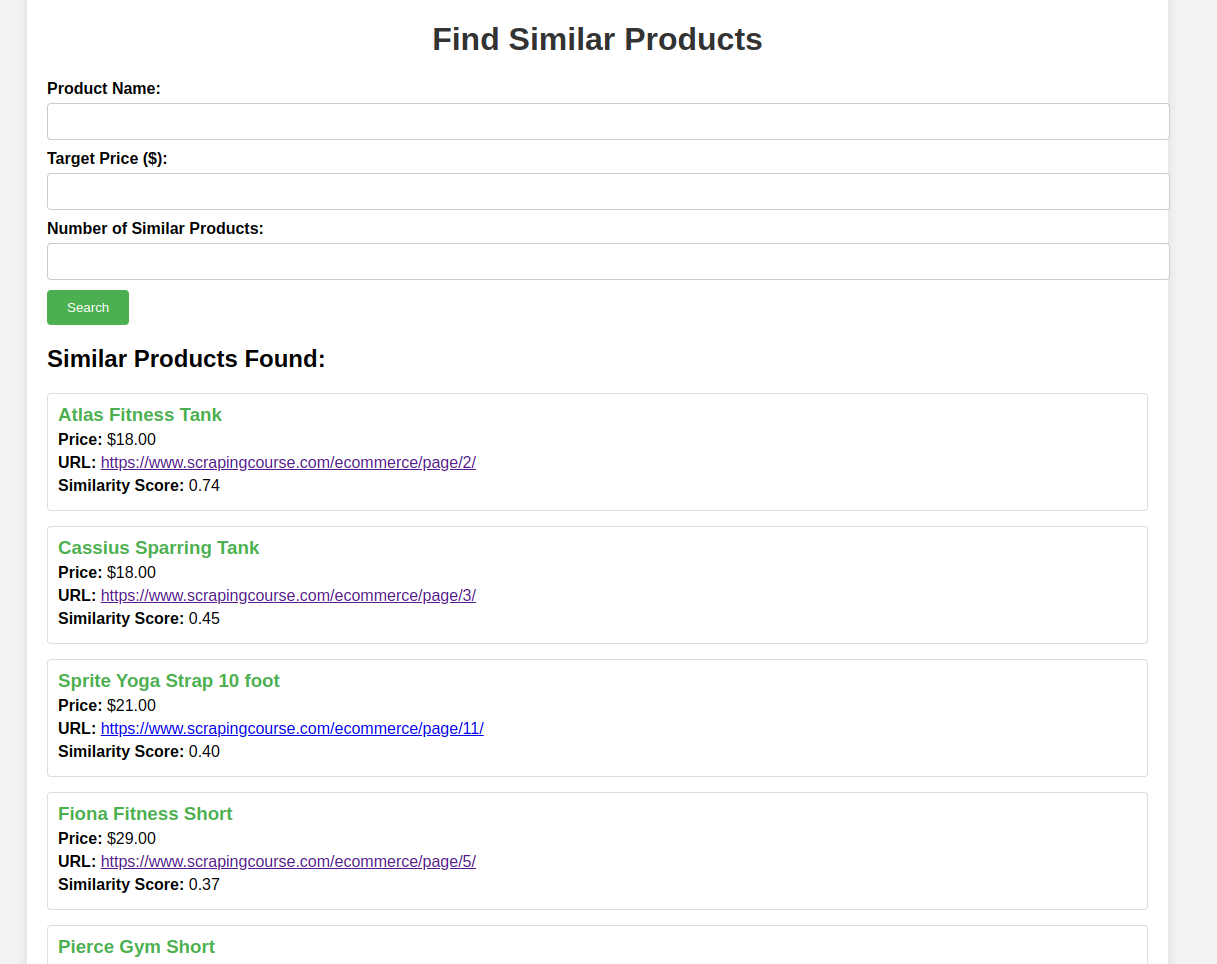 Find Similar Products
Product Name:
Target Price ($):
Number of Similar Products:
Search
Similar Products Found:
Atlas Fitness Tank
Price: $18.00
URL: https://www.scrapingcourse.com/ecommerce/page/2/
Similarity Score: 0.74
Cassius Sparring Tank
Price: $18.00
URL: https://www.scrapingcourse.com/ecommerce/page/3/
Similarity Score: 0.45
Sprite Yoga Strap 10 foot
Price: $21.00
URL: https://www.scrapingcourse.com/ecommerce/page/11/
Similarity Score: 0.40
Fiona Fitness Short
Price: $29.00
URL: https://www.scrapingcourse.com/ecommerce/page/5/
Similarity Score: 0.37
Pierce Gym Short